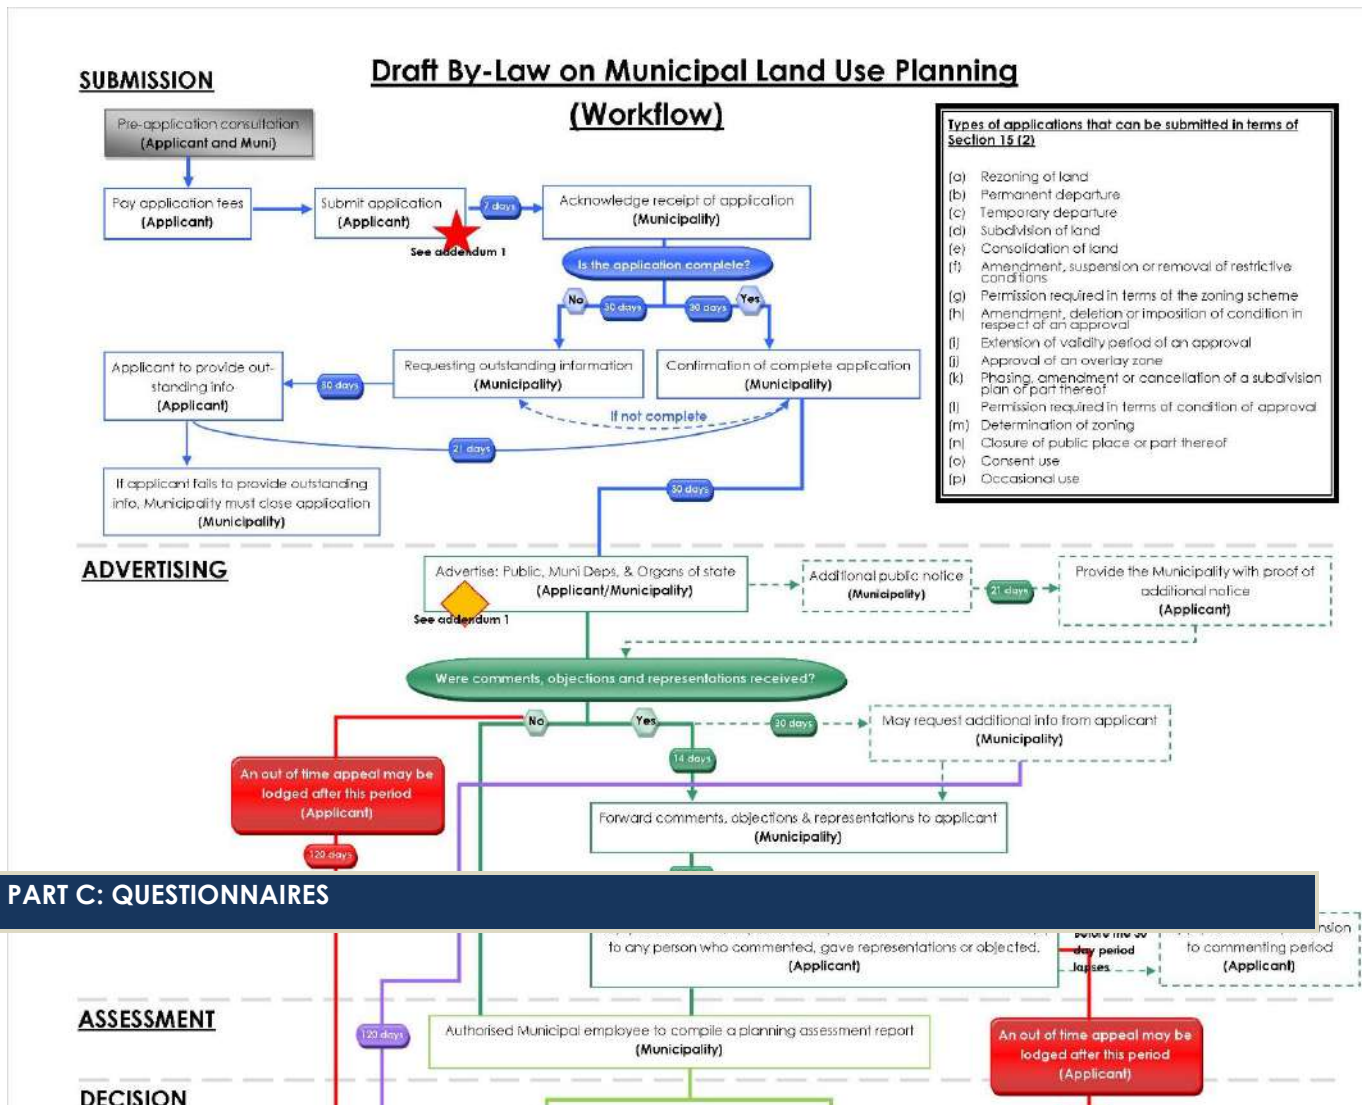 Draft By-Law on Municipal Land Use Planning
(Workflow)
SUBMISSION
Pre-application consultation
(Applicant and Muni)
Pay application fees
(Applicant)
Submit application
(Applicant)
See addendum 1
7 days
Acknowledge receipt of application
(Municipality)
Is the application complete?
No
30 days
30 days
Yes
Applicant to provide out-
standing info
(Applicant)
Requesting outstanding information
(Municipality)
Confirmation of complete application
(Municipality)
If not complete
21 days
If applicant fails to provide outstanding
info, Municipality must close application
(Municipality)
30 days
Types of applications that can be submitted in terms of
Section 15 (2)
(a) Rezoning of land
(b) Permanent departure
(c) Temporary departure
(d) Subdivision of land
(e) Consolidation of land
(f) Amendment, suspension or removal of restrictive
conditions
(g) Permission required in terms of the zoning scheme
(h) Amendment, deletion or imposition of condition in
respect of an approval
(i) Extension of validity period of an approval
(j) Approval of an overlay zone
(k) Phasing, amendment or cancellation of a subdivision
plan of part thereof
(l) Permission required in terms of condition of approval
(m) Determination of zoning
(n) Closure of public place or part thereof
(o) Consent use
(p) Occasional use
ADVERTISING
Advertise: Public, Muni Deps, & Organs of state
(Applicant/Municipality)
See addendum 1
Additional public notice
(Municipality)
21 days
Provide the Municipality with proof of
additional notice
(Applicant)
Were comments, objections and representations received?
No
Yes
30 days
May request additional info from applicant
(Municipality)
14 days
An out of time appeal may be
lodged after this period
(Applicant)
120 days
Forward comments, objections & representations to applicant
(Municipality)
PART C: QUESTIONNAIRES
to any person who commented, gave representations or objected.
(Applicant)
day period
lapses
to commenting period
(Applicant)
ASSESSMENT
120 days
Authorised Municipal employee to compile a planning assessment report
(Municipality)
An out of time appeal may be
lodged after this period
(Applicant)
DECISION